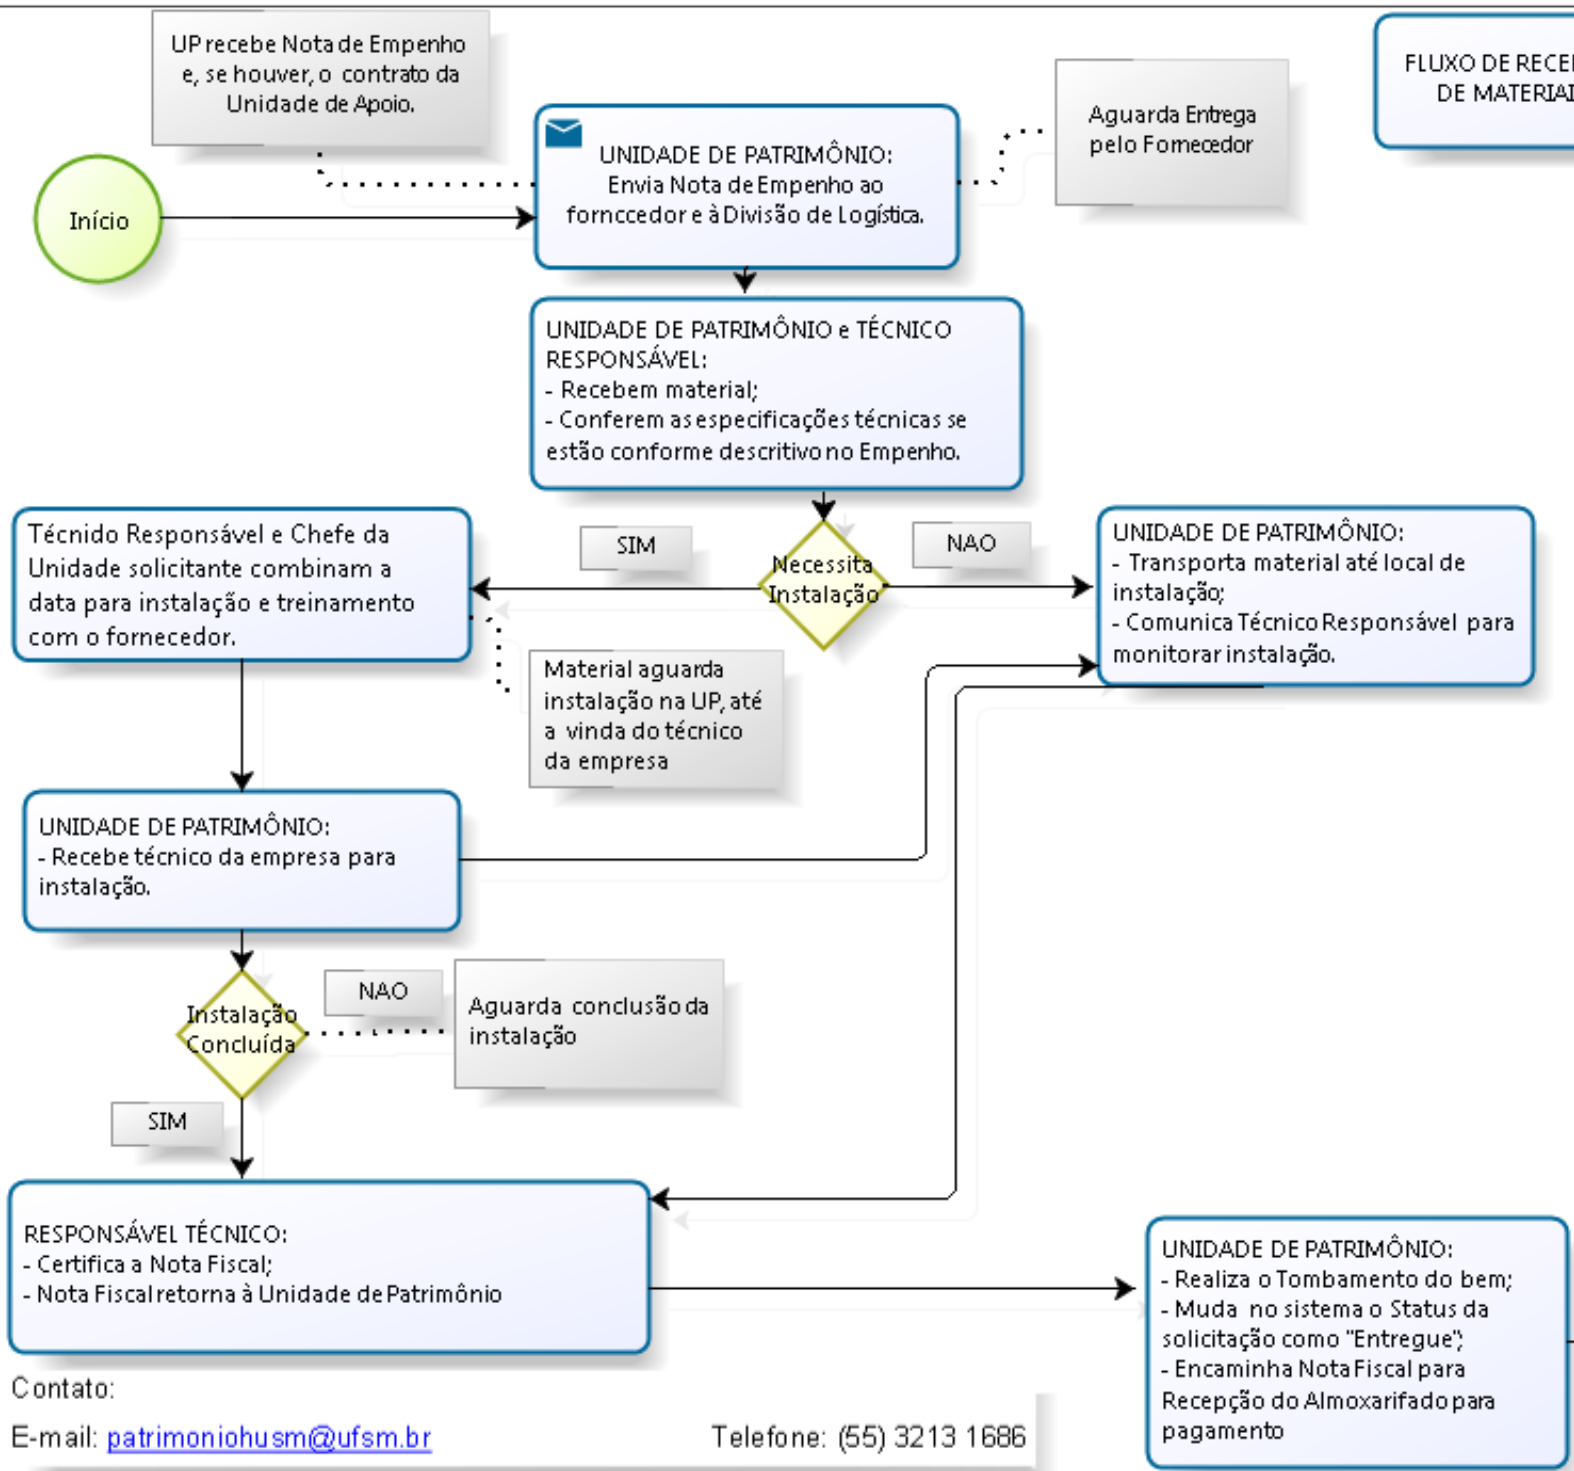 UP recebe Nota de Empenho
e, se houver, o contrato da
Unidade de Apoio.
FLUXO DE
DE
Aguarda Entrega
pelo Fornecedor
UNIDADE DE PATRIMÔNIO:
Envia Nota de Empenho ao
fornccedor e à Divisão de Logística.
Início
UNIDADE DE PATRIMÔNIO e TÉCNICO
RESPONSÁVEL:
- Recebem material;
- Conferem as especificações técnicas se
estão conforme descritivo no Empenho.
SIM
Necessita
Instalação
NAO
Técnido Responsável e Chefe da
Unidade solicitante combinam a
data para instalação e treinamento
com o fornecedor.
UNIDADE DE PATRIMÔNIO:
- Transporta material até local de
instalação;
- Comunica Técnico Responsável para
monitorar instalação.
Material aguarda
instalação na UP, até
a vinda do técnico
da empresa
UNIDADE DE PATRIMÔNIO:
- Recebe técnico da empresa para
instalação.
Instalação
Concluída
NAO
Aguarda conclusão da
instalação
SIM
RESPONSÁVEL TÉCNICO:
- Certifica a Nota Fiscal;
- Nota Fiscal retorna à Unidade de Patrimônio
UNIDADE DE PATRIMÔNIO:
- Realiza o Tombamento do bem;
- Muda no sistema o Status da
solicitação como "Entregue";
- Encaminha Nota Fiscal para
Recepção do Almoxarifado para
pagamento
Contato:
E-mail: patrimoniohusm@ufsm.br
Telefone: (55) 3213 1686